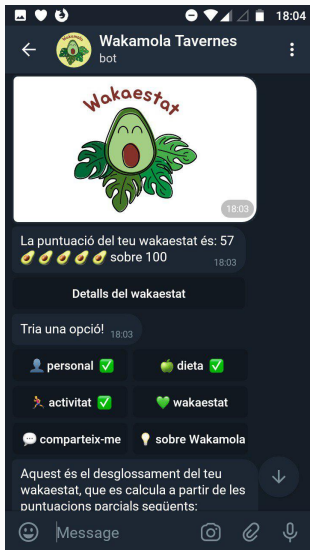 18:04
Wakamola Tavernes
bot
Wakaestat
18:03
La puntuació del teu wakaestat és: 57
🥑🥑🥑🥑🥑 sobre 100
18:03
Detalls del wakaestat
Tria una opció! 18:03
👤 personal ✅ 🍏 dieta ✅
🏃 activitat ✅ 💚 wakaestat
💬 comparteix-me 💡 sobre Wakamola
Aquest és el desglossament del teu
wakaestat, que es calcula a partir de les
puntuacions parcials següents:
Message